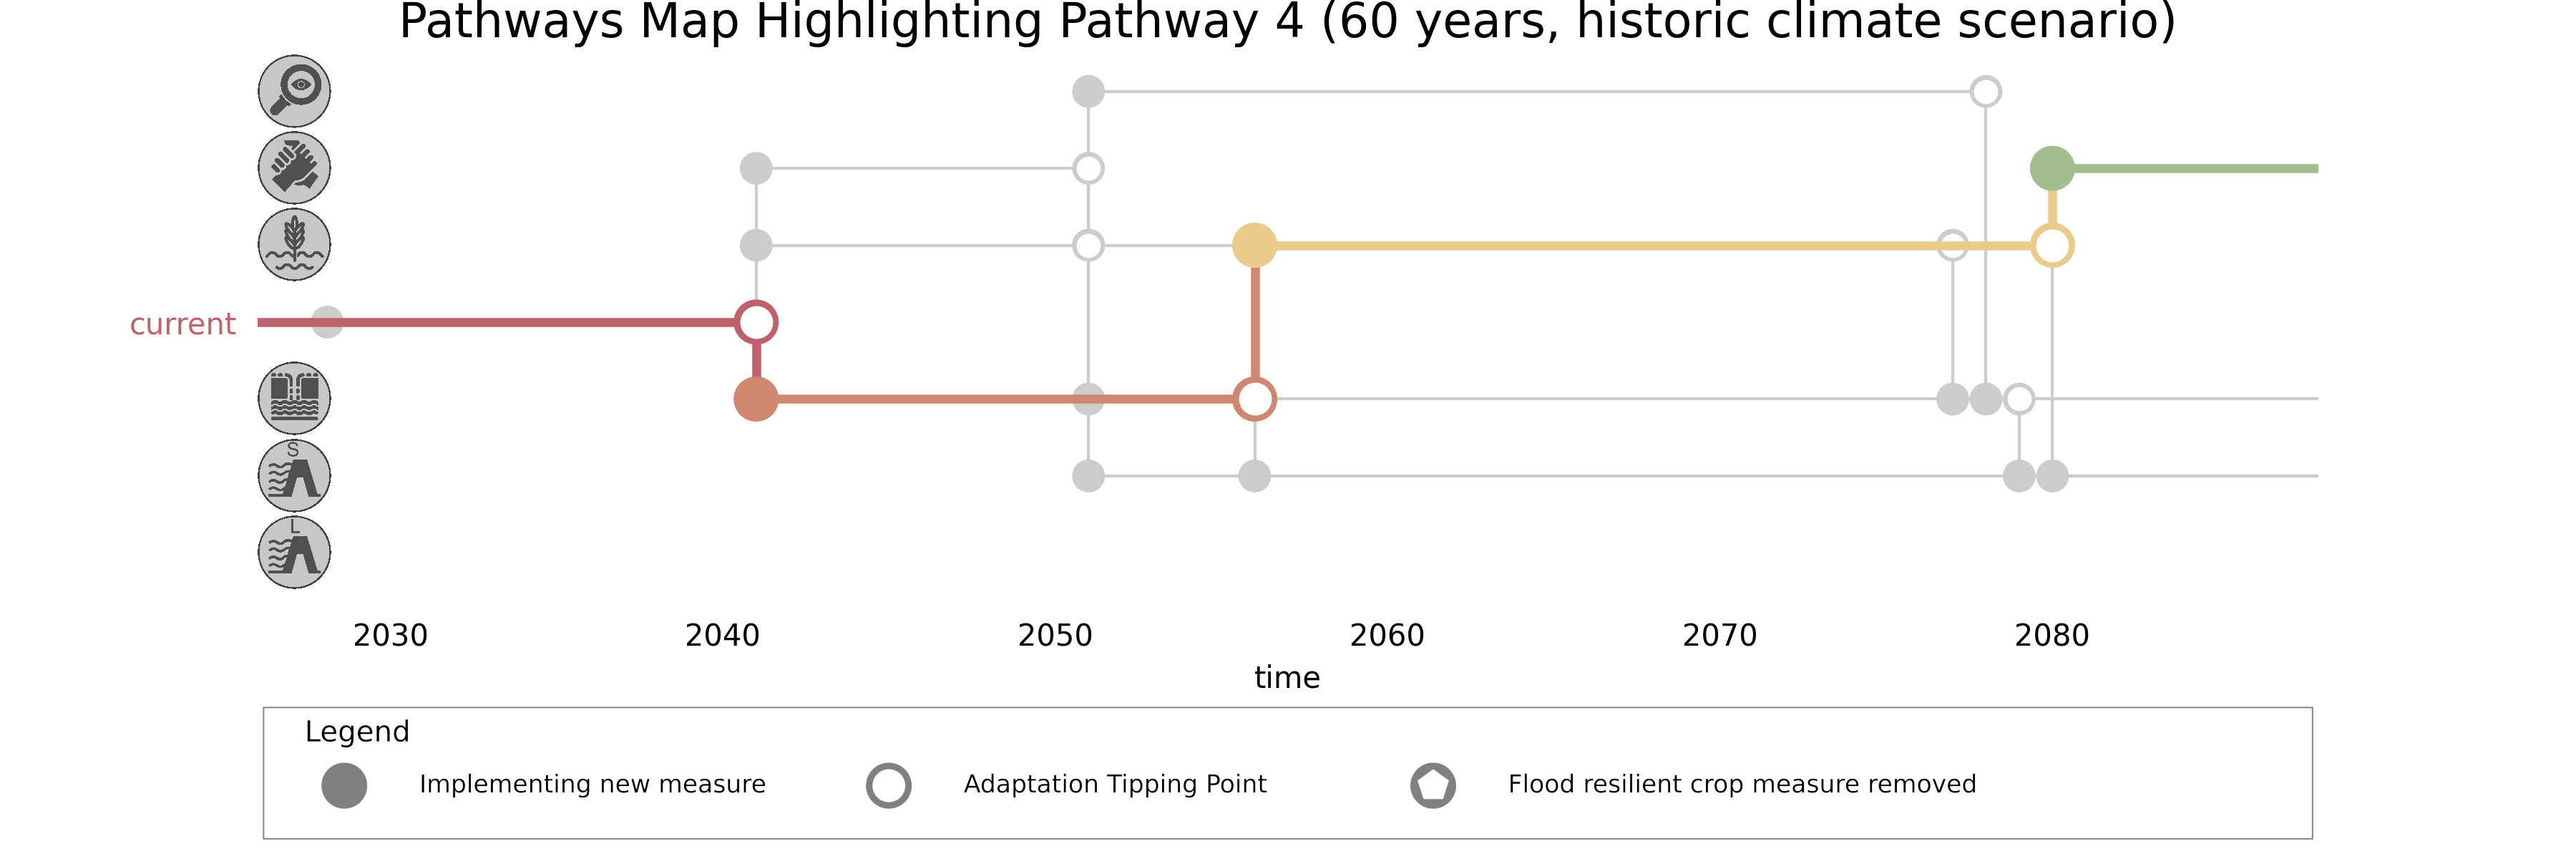 Pathways Map Highlighting Pathway 4 (60 years, historic climate scenario)
current
S
L
2030 2040 2050 2060 2070 2080
time
Legend
Implementing new measure Adaptation Tipping Point Flood resilient crop measure removed